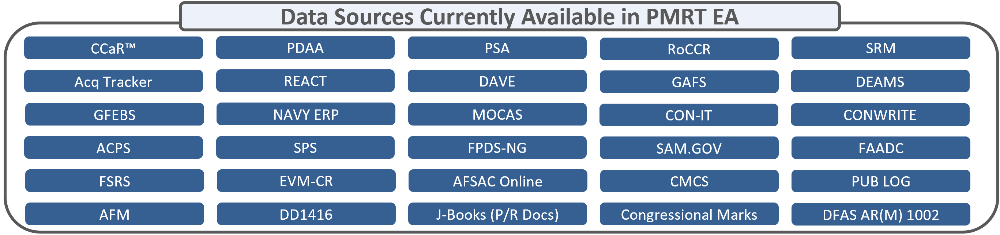 Data Sources Currently Available in PMRT EA
CCaR™
PDAA
PSA
RoCCR
SRM
Acq Tracker
REACT
DAVE
GAFS
DEAMS
GFEBS
NAVY ERP
MOCAS
CON-IT
CONWRITE
ACPS
SPS
FPDS-NG
SAM.GOV
FAADC
FSRS
EVM-CR
AFSAC Online
CMCS
PUB LOG
AFM
DD1416
J-Books (P/R Docs)
Congressional Marks
DFAS AR(M) 1002